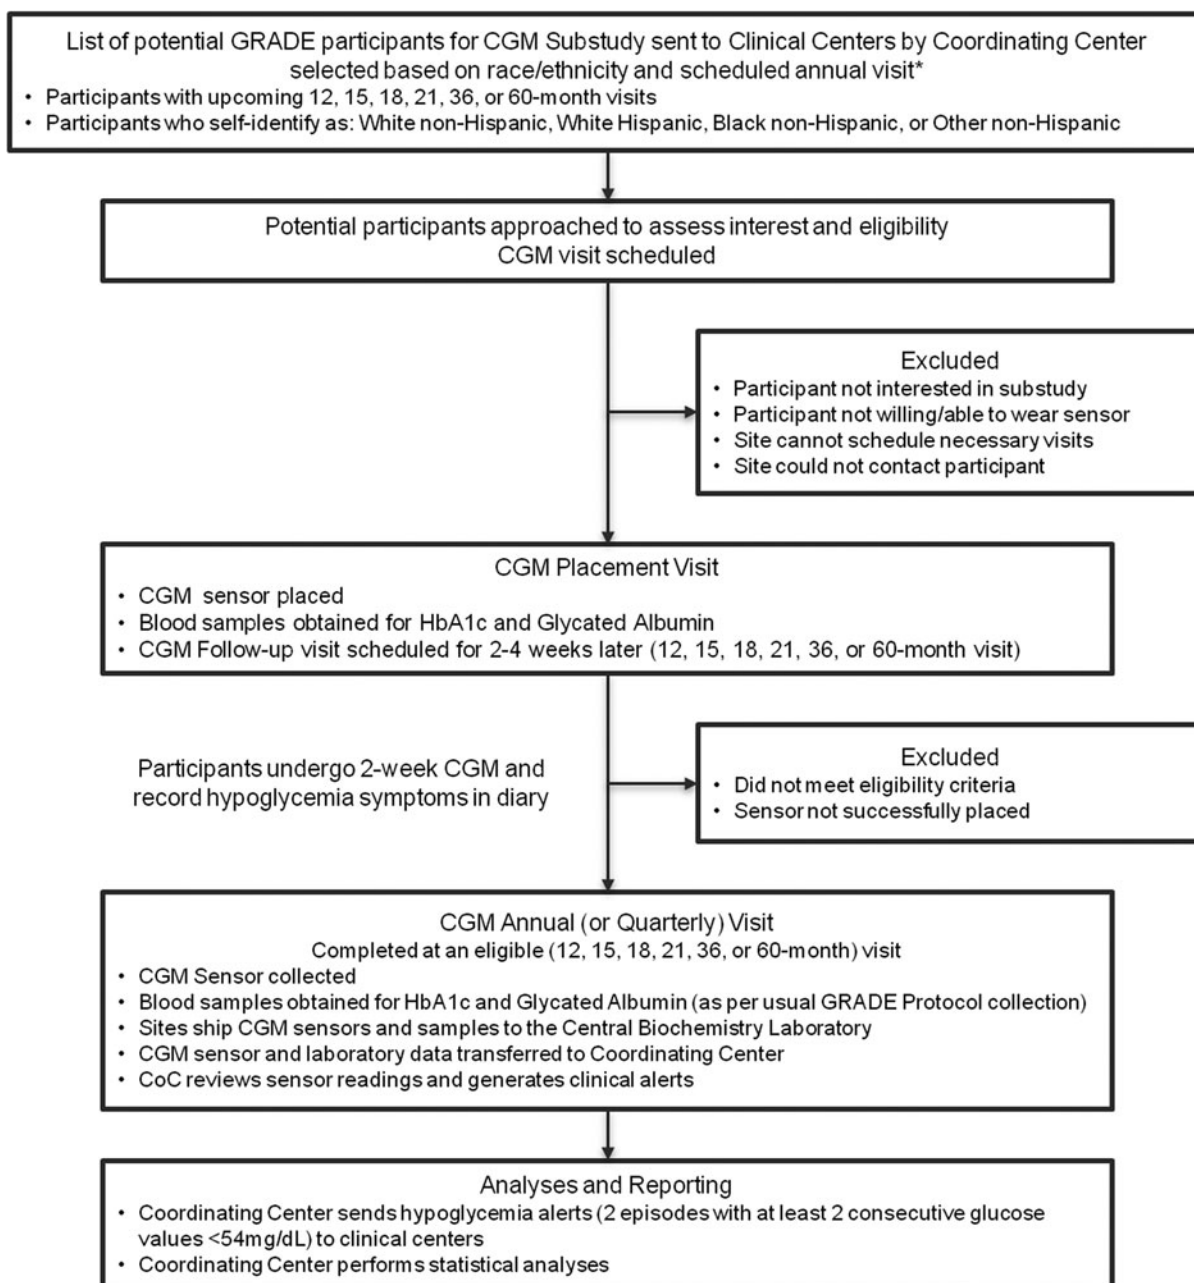 List of potential GRADE participants for CGM Substudy sent to Clinical Centers by Coordinating Center
selected based on race/ethnicity and scheduled annual visit*
• Participants with upcoming 12, 15, 18, 21, 36, or 60-month visits
• Participants who self-identify as: White non-Hispanic, White Hispanic, Black non-Hispanic, or Other non-Hispanic
Potential participants approached to assess interest and eligibility
CGM visit scheduled
Excluded
• Participant not interested in substudy
• Participant not willing/able to wear sensor
• Site cannot schedule necessary visits
• Site could not contact participant
CGM Placement Visit
• CGM sensor placed
• Blood samples obtained for HbA1c and Glycated Albumin
• CGM Follow-up visit scheduled for 2-4 weeks later (12, 15, 18, 21, 36, or 60-month visit)
Participants undergo 2-week CGM and
record hypoglycemia symptoms in diary
Excluded
• Did not meet eligibility criteria
• Sensor not successfully placed
CGM Annual (or Quarterly) Visit
Completed at an eligible (12, 15, 18, 21, 36, or 60-month) visit
• CGM Sensor collected
• Blood samples obtained for HbA1c and Glycated Albumin (as per usual GRADE Protocol collection)
• Sites ship CGM sensors and samples to the Central Biochemistry Laboratory
• CGM sensor and laboratory data transferred to Coordinating Center
• CoC reviews sensor readings and generates clinical alerts
Analyses and Reporting
• Coordinating Center sends hypoglycemia alerts (2 episodes with at least 2 consecutive glucose
values <54mg/dL) to clinical centers
• Coordinating Center performs statistical analyses